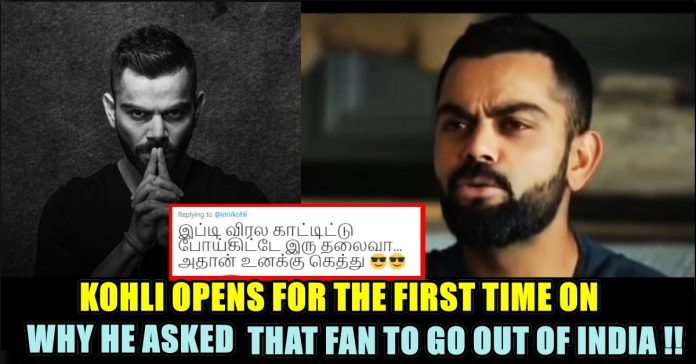 Replying to @imVkohli
இப்டி விரல காட்டிட்டு
போய்கிட்டே இரு தலைவா...
அதான் உனக்கு கெத்து 😎😎
KOHLI OPENS FOR THE FIRST TIME ON
WHY HE ASKED THAT FAN TO GO OUT OF INDIA !!